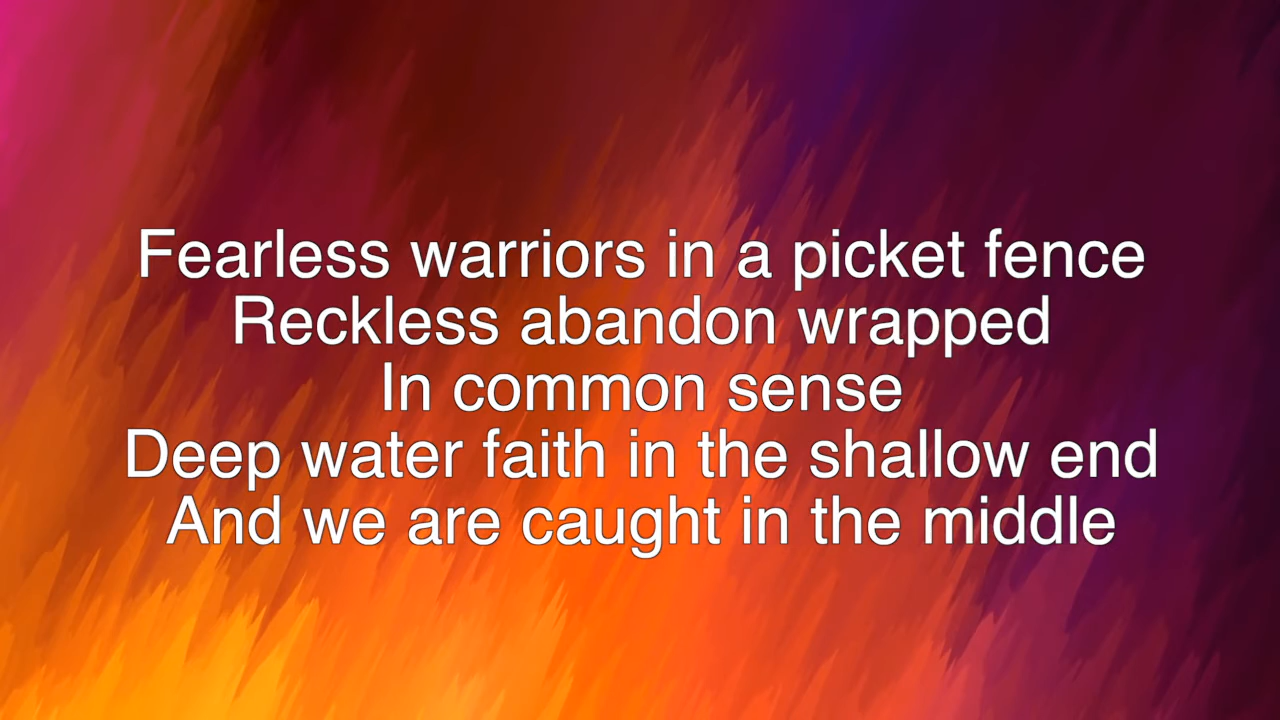 Fearless warriors in a picket fence
Reckless abandon wrapped
In common sense
Deep water faith in the shallow end
And we are caught in the middle